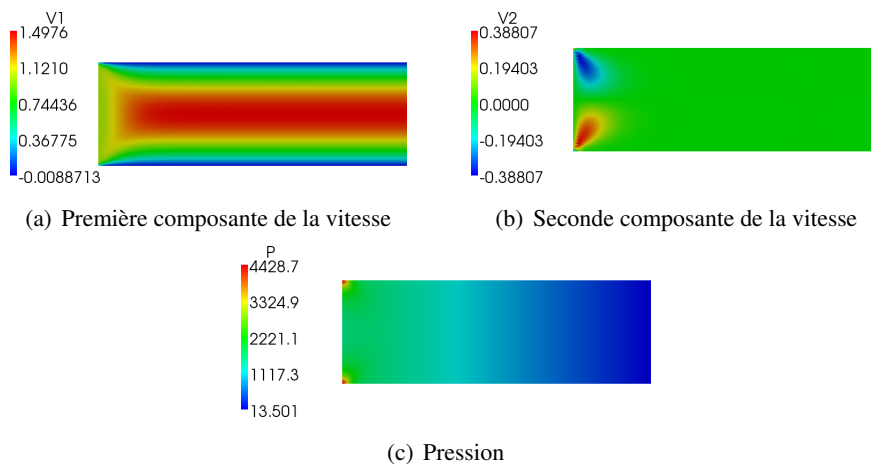 V1
1.4976
1.1210
0.74436
0.36775
-0.0088713
V2
0.38807
0.19403
0.0000
-0.19403
-0.38807
(a) Première composante de la vitesse
(b) Seconde composante de la vitesse
P
4428.7
3324.9
2221.1
1117.3
13.501
(c) Pression